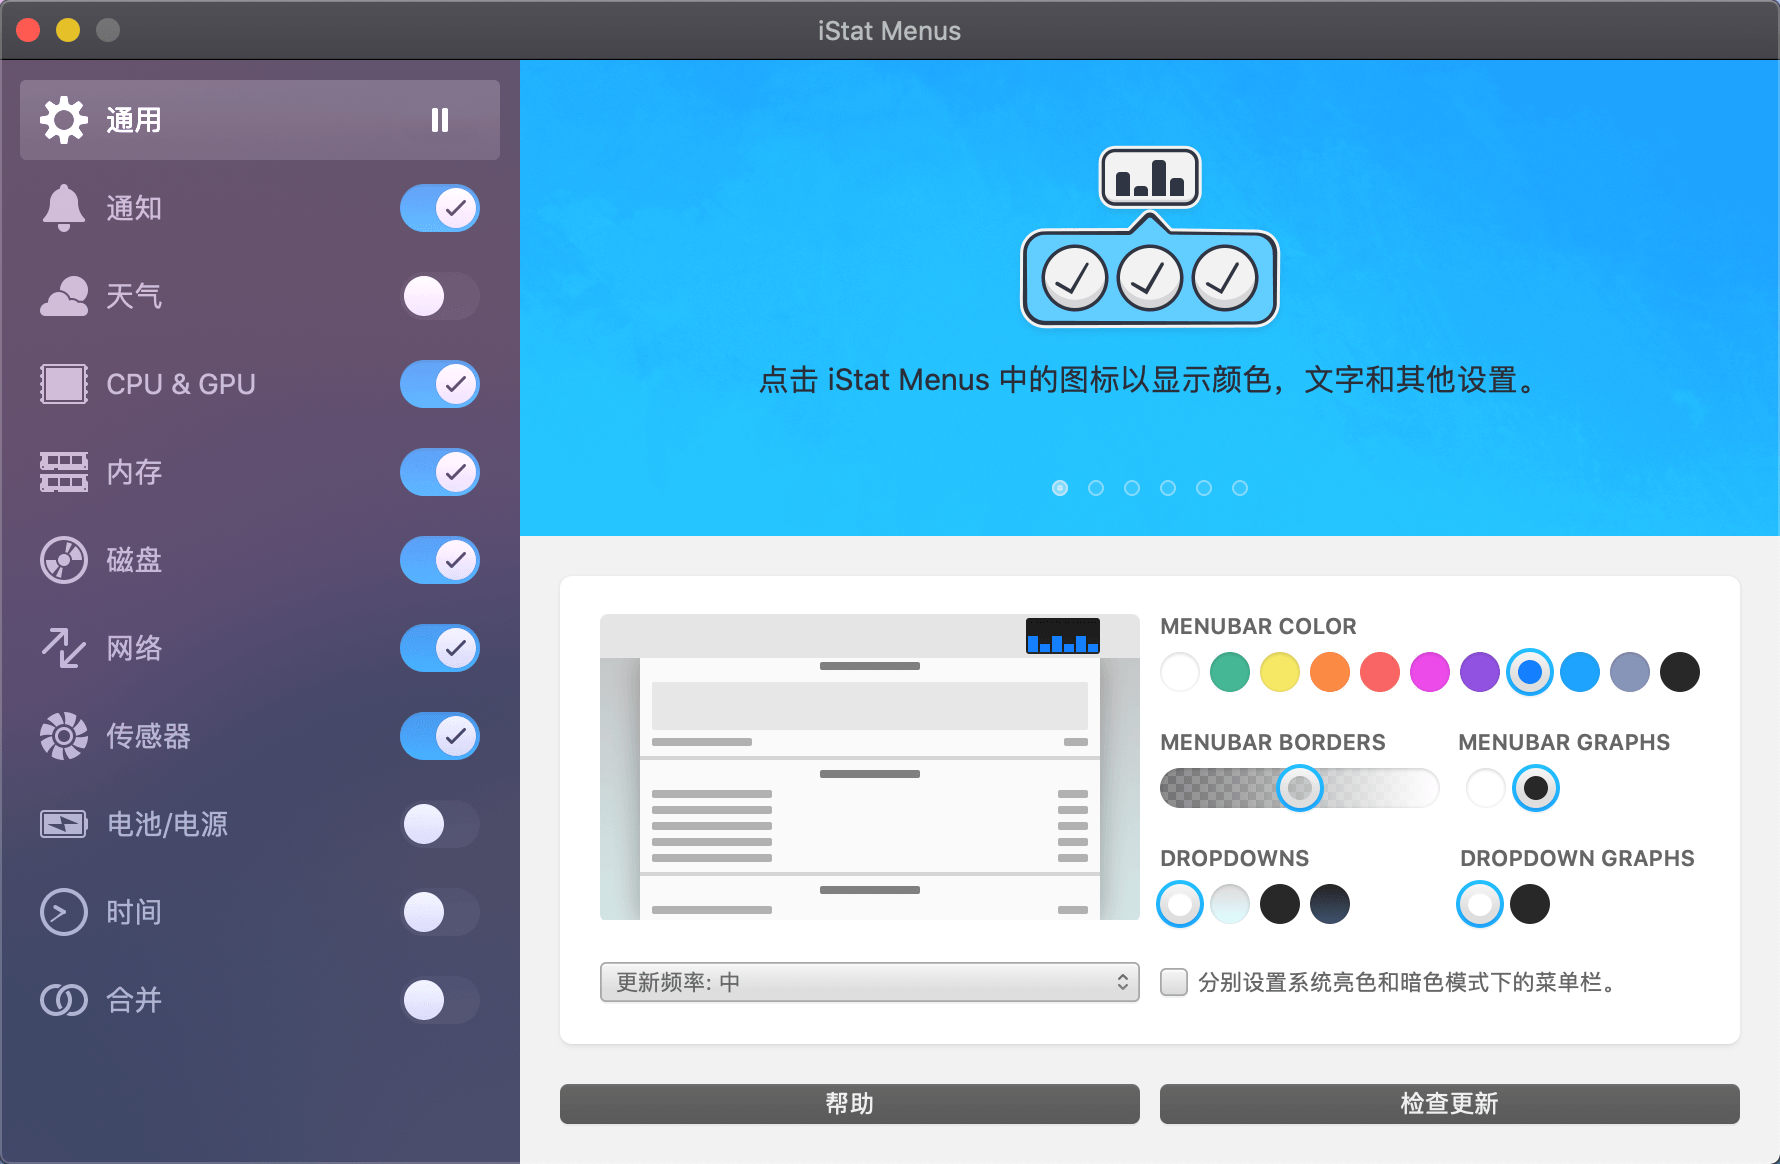 iStat Menus
通用
通知
天气
CPU & GPU
内存
磁盘
网络
传感器
电池/电源
时间
合并
点击 iStat Menus 中的图标以显示颜色，文字和其他设置。
MENUBAR COLOR
MENUBAR BORDERS
MENUBAR GRAPHS
DROPDOWNS
DROPDOWN GRAPHS
更新频率: 中
分别设置系统亮色和暗色模式下的菜单栏。
帮助
检查更新